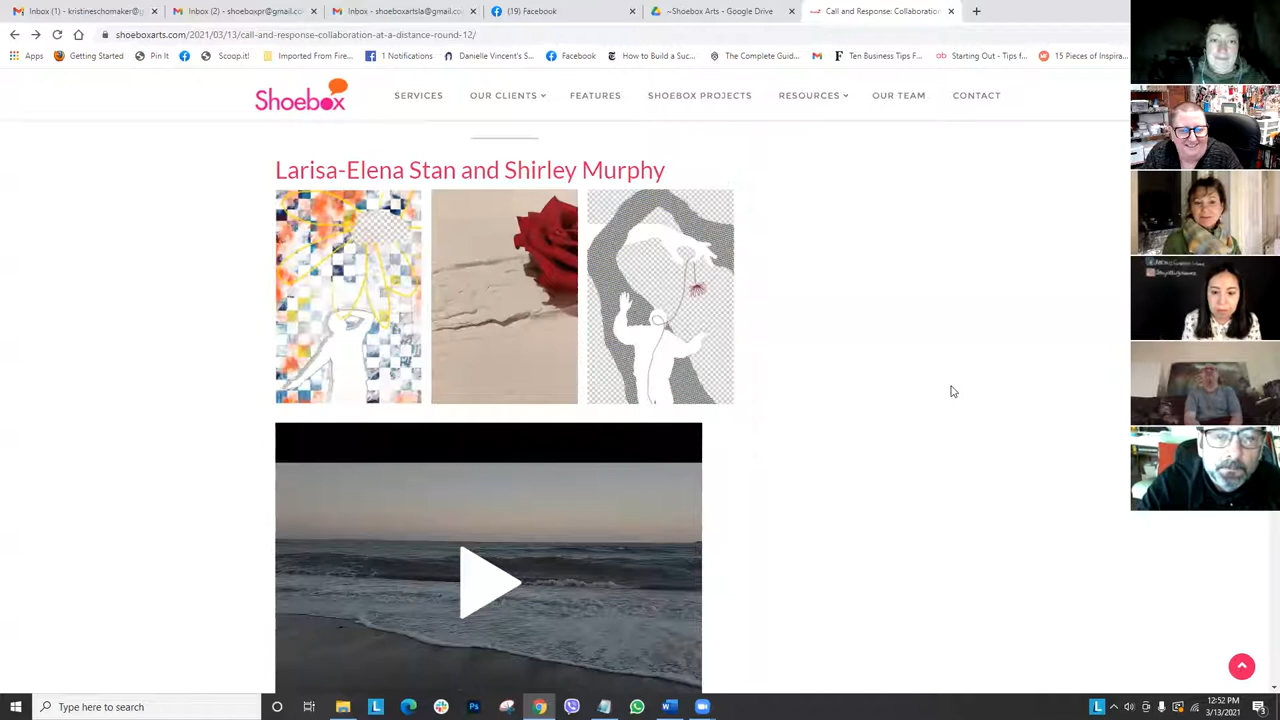 Inbox (1) - kristineschomaker@g
Inbox (2) - shoeboxpr@gmail.col
Inbox (4) - shoeboxartsla@gmail.co
(19) Facebook
~Shoebox Arts - Google Drive
Call and Response: Collaboration
shoeboxarts.com/2021/03/13/call-and-response-collaboration-at-a-distance-round-12/
Apps
Getting Started
Pin It
Scoop.it!
Imported From Fire...
1 Notifications
Danielle Vincent's S...
Facebook
How to Build a Suc...
The Complete Guid...
Ten Business Tips F...
Starting Out - Tips f...
15 Pieces of Inspira...
Shoebox
SERVICES
OUR CLIENTS
FEATURES
SHOEBOX PROJECTS
RESOURCES
OUR TEAM
CONTACT
Larisa-Elena Stan and Shirley Murphy
Type here to search
12:52 PM
3/13/2021
3